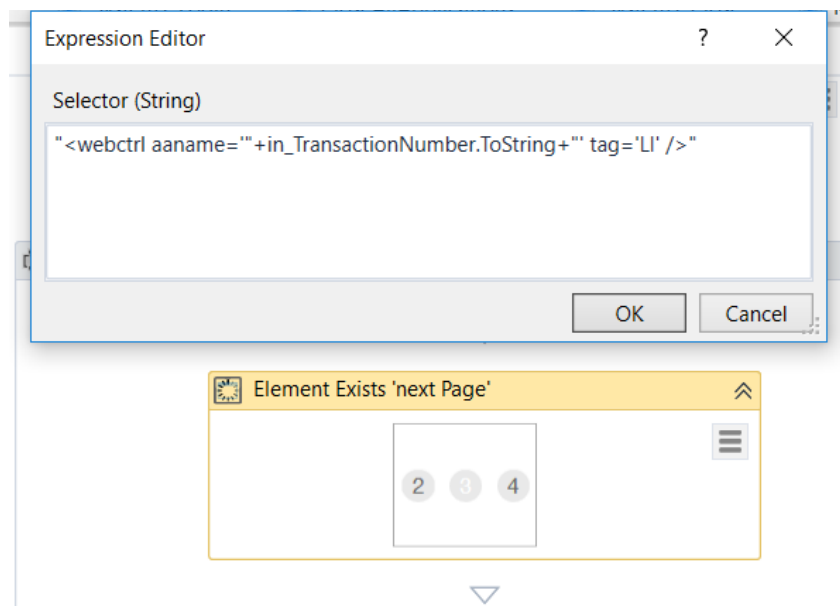 Expression Editor
?
Selector (String)
"<webctrl aaname='"+in_TransactionNumber.ToString+"' tag='LI' />"
OK
Cancel
Element Exists 'next Page'
2 3 4